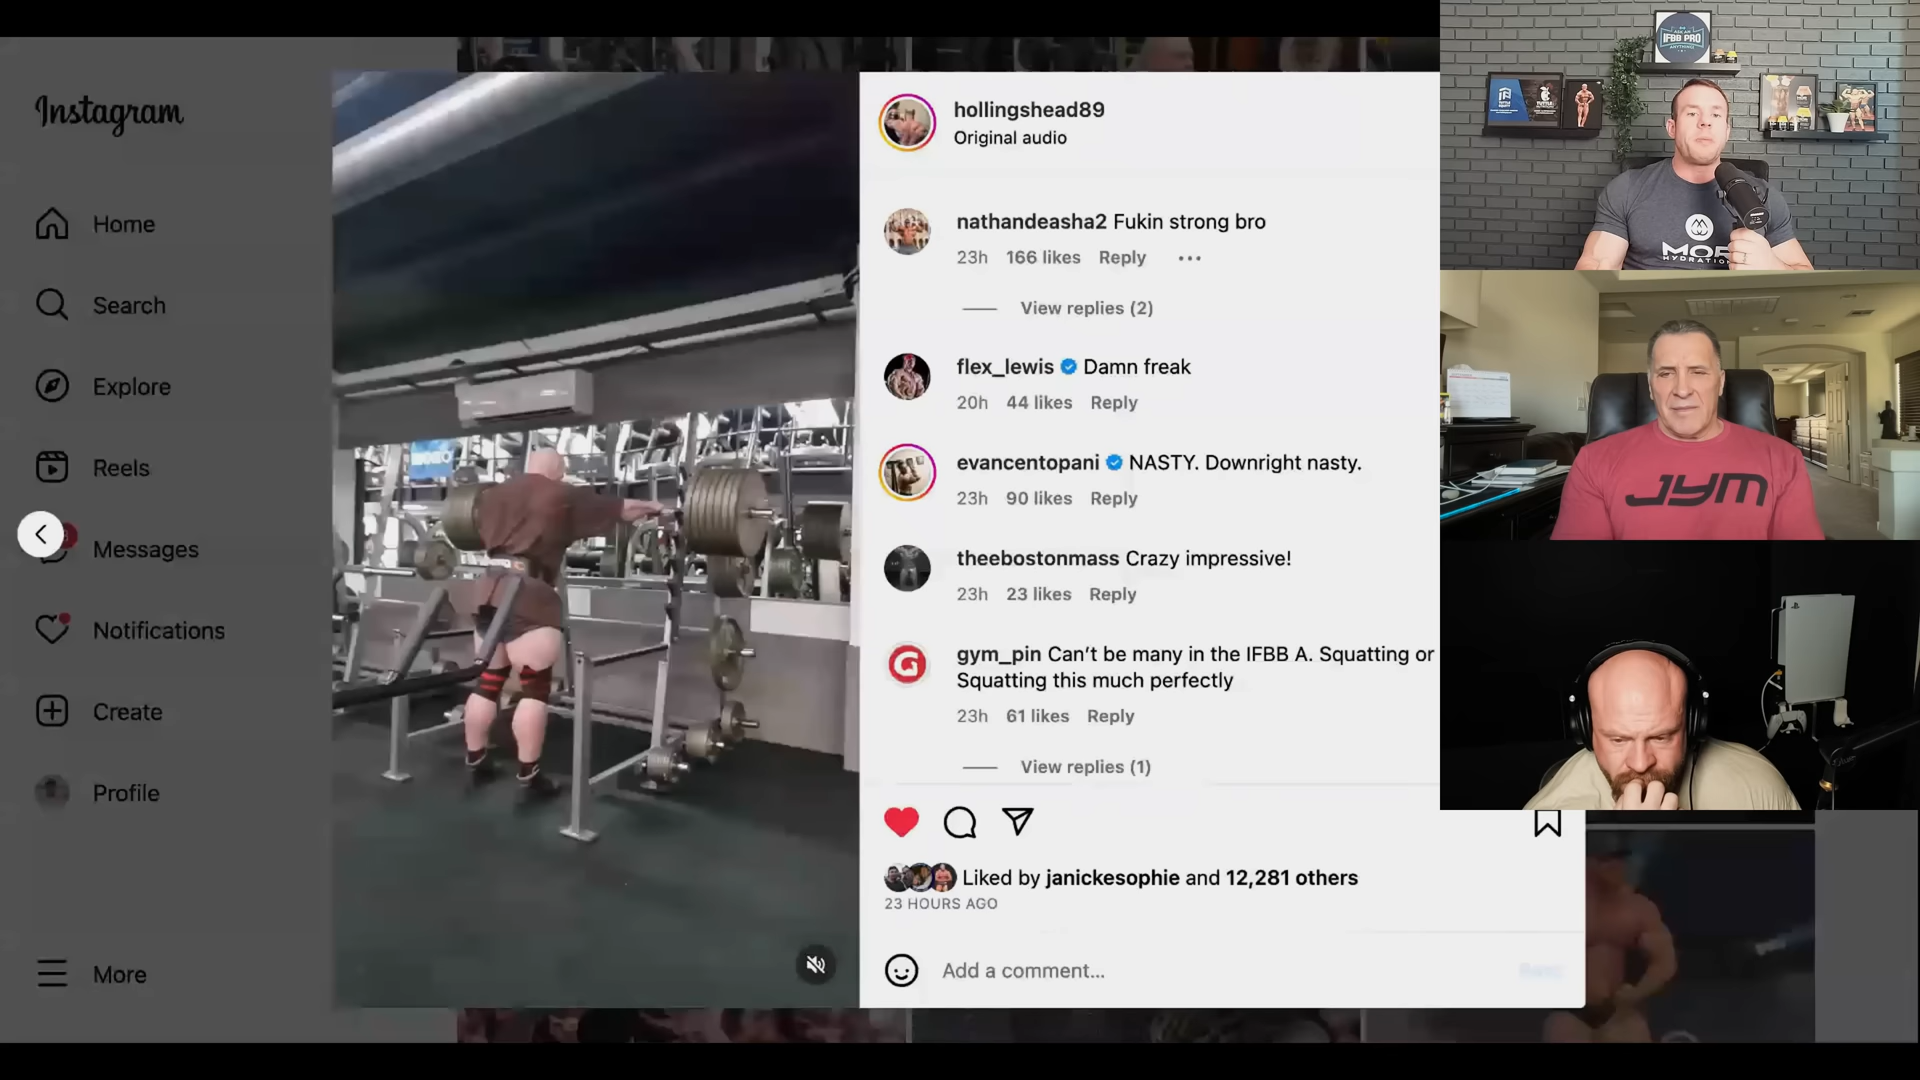 Instagram
Home
Search
Explore
Reels
Messages
Notifications
Create
Profile
More
hollingshead89
Original audio
nathandeasha2 Fukin strong bro
23h 166 likes Reply
View replies (2)
flex_lewis Damn freak
20h 44 likes Reply
evancentopani NASTY. Downright nasty.
23h 90 likes Reply
theebostonmass Crazy impressive!
23h 23 likes Reply
gym_pin Can't be many in the IFBB A. Squatting or
Squatting this much perfectly
23h 61 likes Reply
View replies (1)
Liked by janickesophie and 12,281 others
23 HOURS AGO
Add a comment...
IFBB PRO
MOR
HYDRATION
JYM